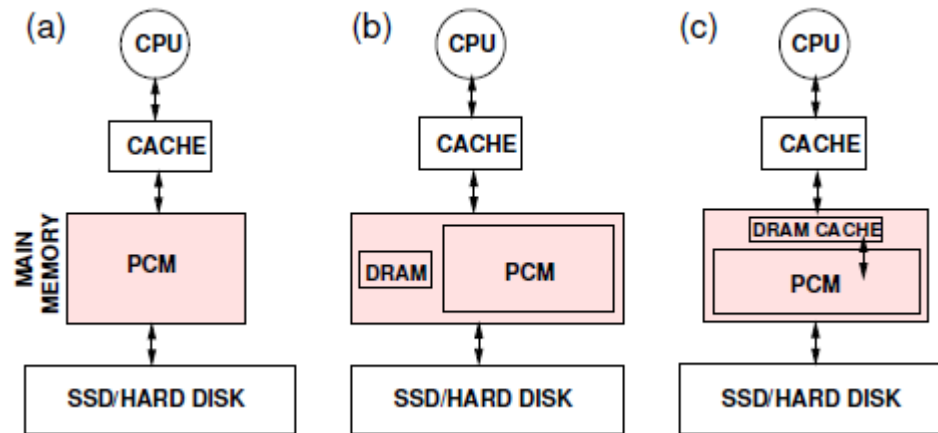 (a)
CPU
CACHE
MAIN
MEMORY
PCM
SSD/HARD DISK
(b)
CPU
CACHE
DRAM
PCM
SSD/HARD DISK
(c)
CPU
CACHE
DRAM CACHE
PCM
SSD/HARD DISK